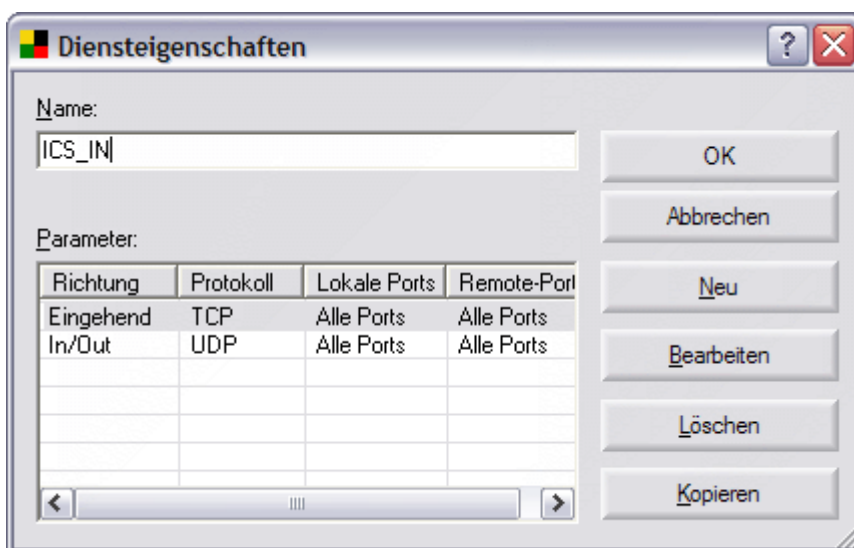 Diensteigenschaften
Name:
ICS_IN
OK
Abbrechen
Parameter:
Richtung Protokoll Lokale Ports Remote-Port
Eingehend TCP Alle Ports Alle Ports
In/Out UDP Alle Ports Alle Ports
Neu
Bearbeiten
Löschen
Kopieren